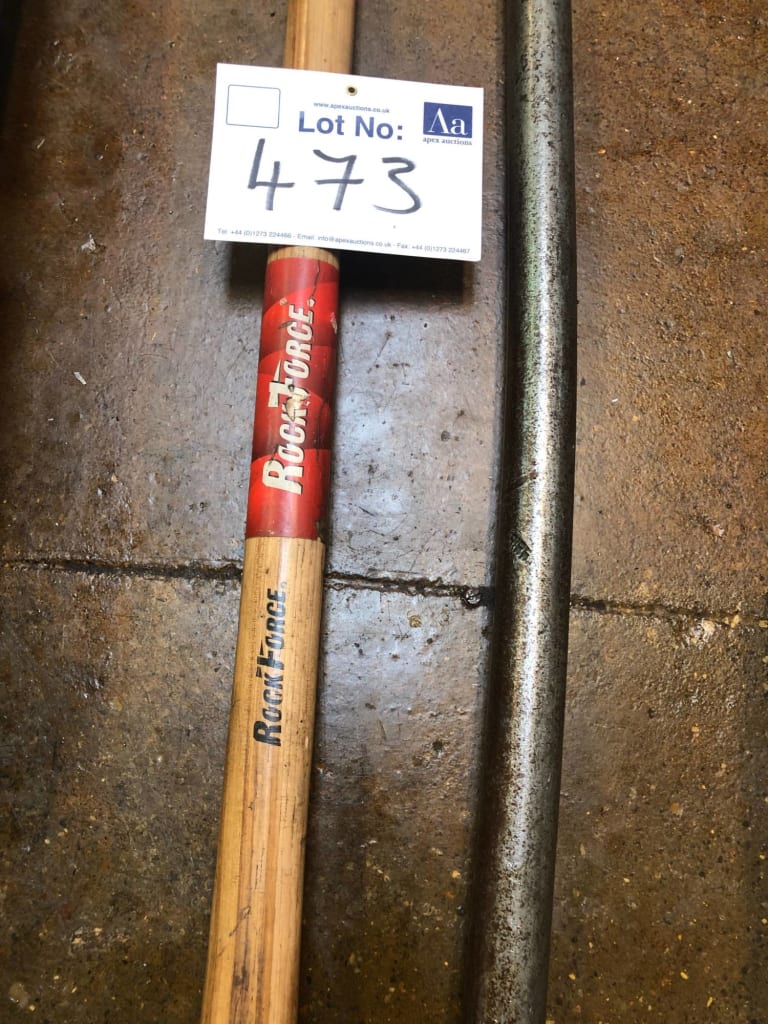 www.apexauctions.co.uk
Lot No:
Aa
apex auctions
473
Tel: +44 (0)1273 224466 - Email: info@apexauctions.co.uk - Fax: +44 (0)1273 224467
ROCKFORCE®
ROCKFORCE®